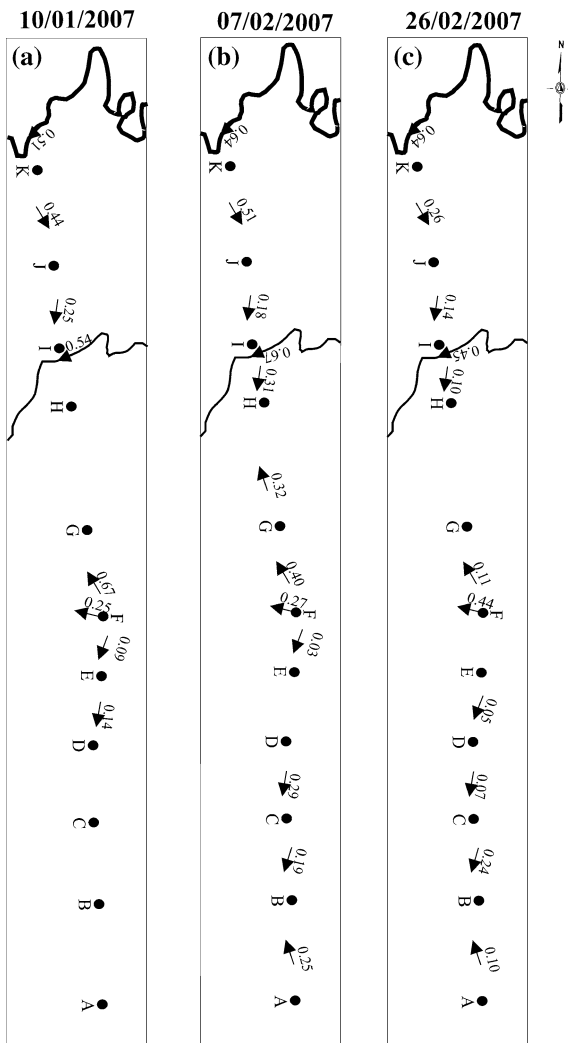 10/01/2007
07/02/2007
26/02/2007
N
(a)
0.51
K
0.44
J
0.25
I
0.54
H
G
0.67
0.25
F
0.09
E
0.14
D
C
B
A
(b)
0.64
K
0.51
J
0.18
I
0.67
0.31
H
0.32
G
0.40
0.27
F
0.03
E
D
0.29
C
0.19
B
0.25
A
(c)
0.64
K
0.26
J
0.14
I
0.45
0.10
H
G
0.11
0.44
F
E
0.05
D
0.07
C
0.24
B
0.10
A